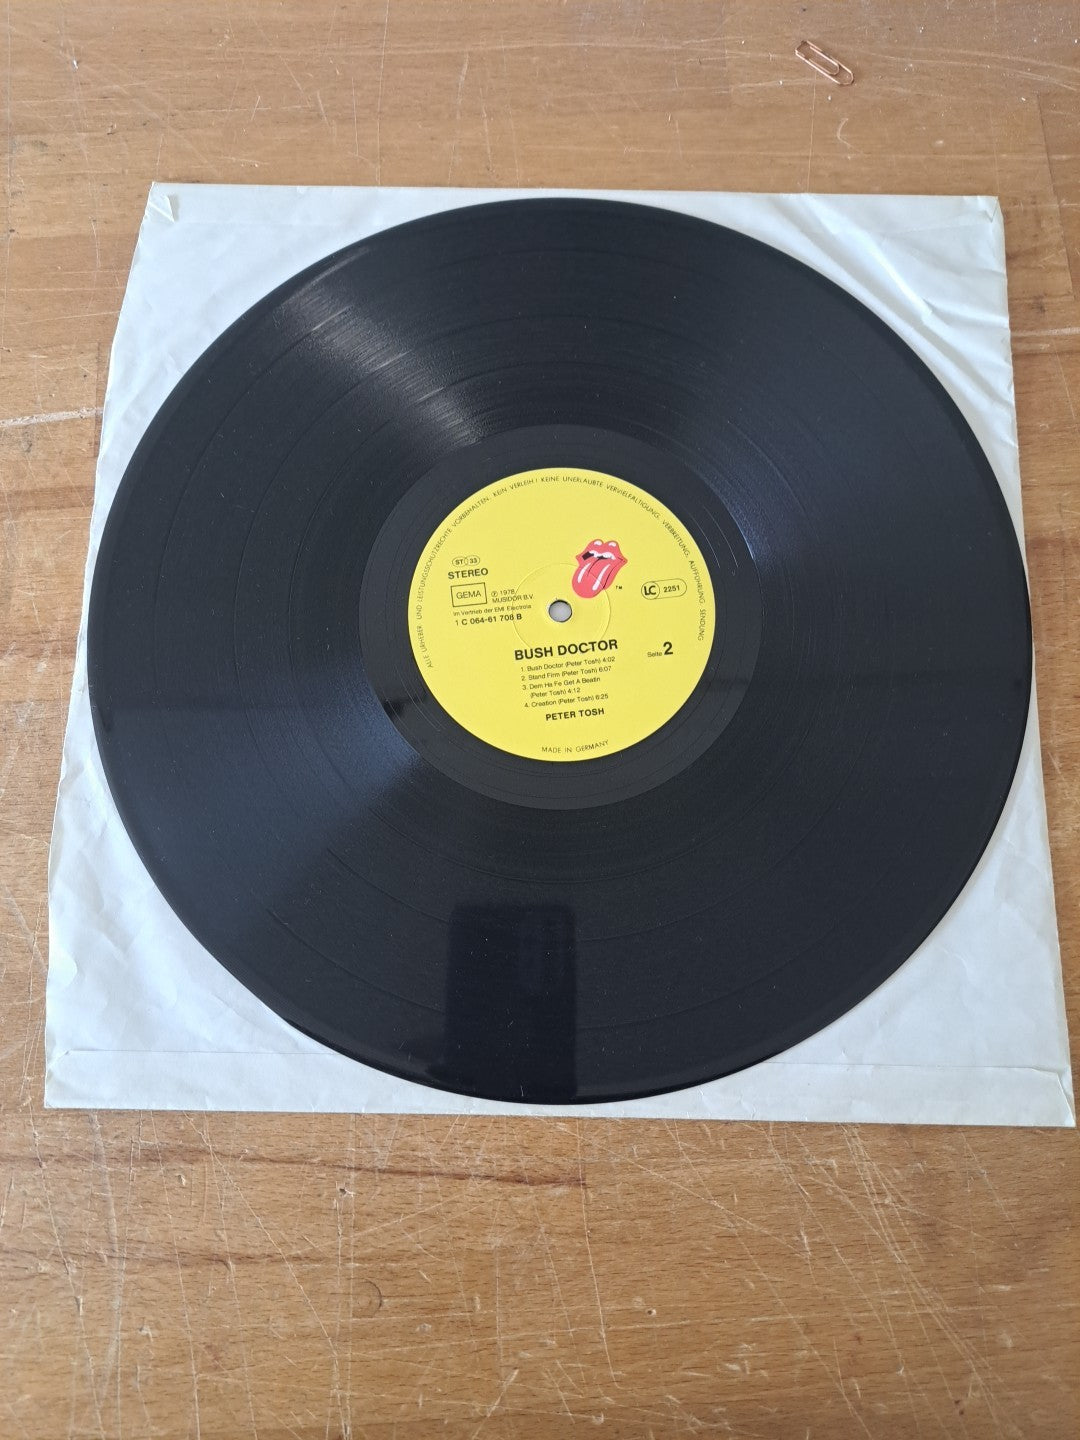 ALLE URHEBER- UND LEISTUNGSSCHUTZRECHTE VORBEHALTEN · KEIN VERLEIH! KEINE UNERLAUBTE VERVIELFÄLTIGUNG, VERBREITUNG, AUFFÜHRUNG, SENDUNG
ST 33
STEREO
GEMA
℗ 1978
MUSIDOR B.V.
Im Vertrieb der EMI Electrola
1 C 064-61 708 B
TM
LC 2251
BUSH DOCTOR
Seite 2
1. Bush Doctor (Peter Tosh) 4:02
2. Stand Firm (Peter Tosh) 6:07
3. Dem Ha Fe Get A Beatin
(Peter Tosh) 4:12
4. Creation (Peter Tosh) 6:25
PETER TOSH
MADE IN GERMANY